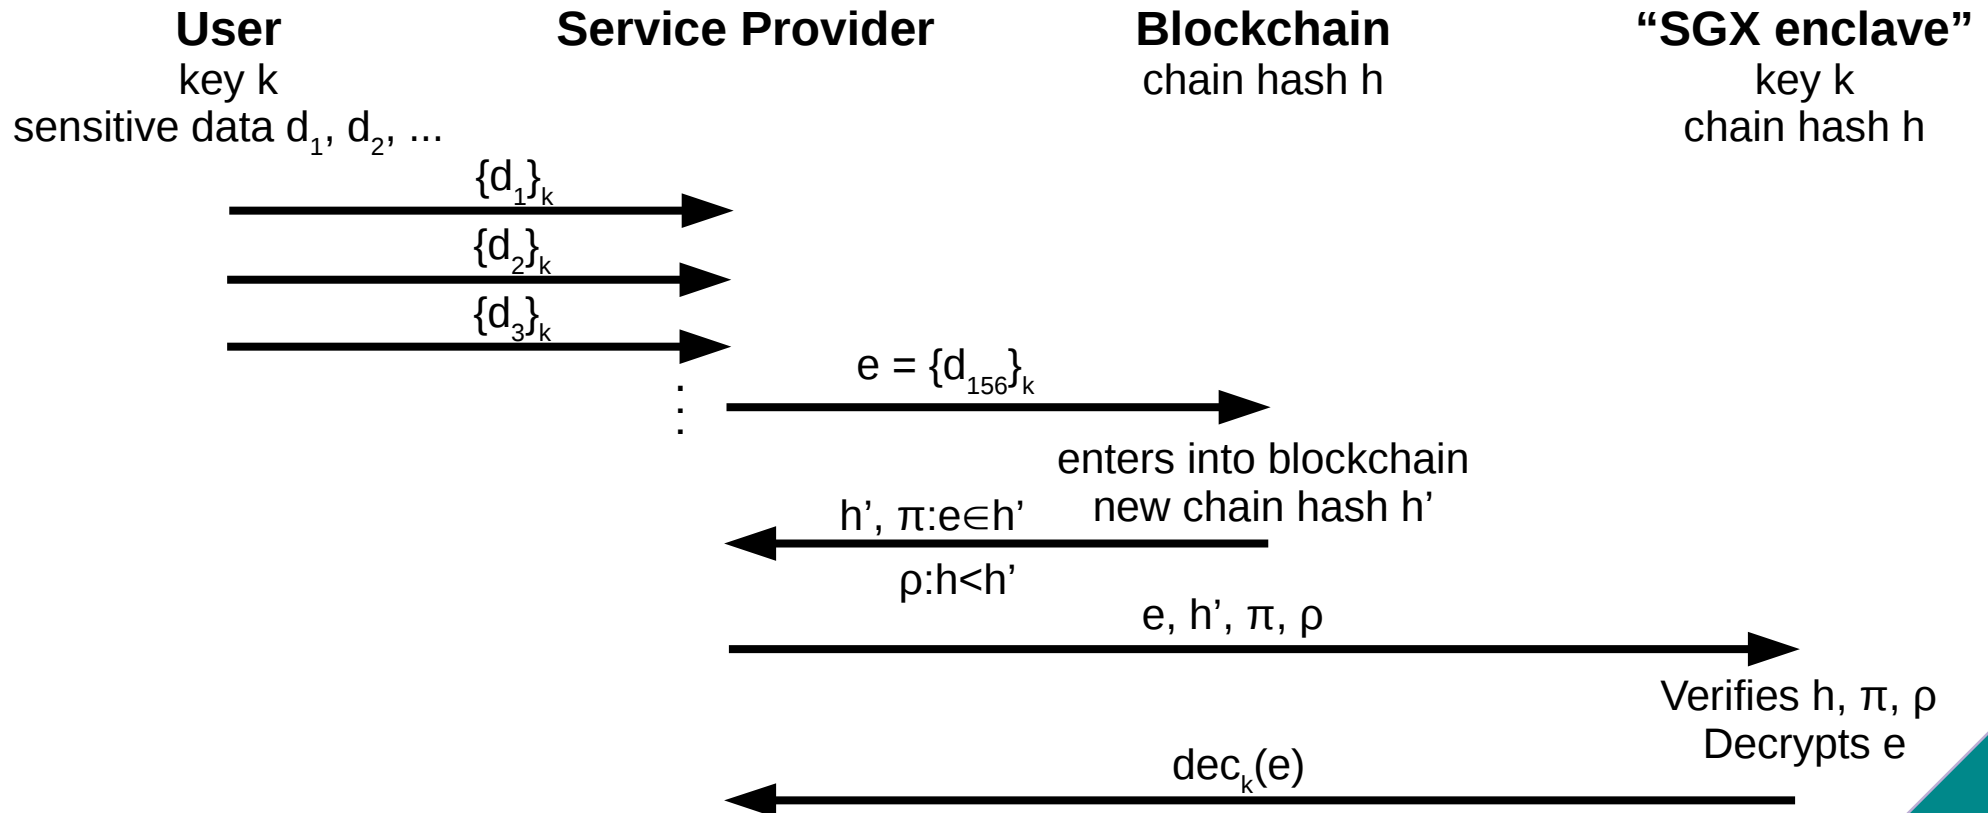 User
Service Provider
Blockchain
“SGX enclave”
key k
chain hash h
key k
sensitive data d₁, d₂, ...
chain hash h
{d₁}ₖ
{d₂}ₖ
{d₃}ₖ
e = {d₁₅₆}ₖ
.
.
.
enters into blockchain
new chain hash h’
h’, π:e∈h’
ρ:h<h’
e, h’, π, ρ
Verifies h, π, ρ
Decrypts e
decₖ(e)